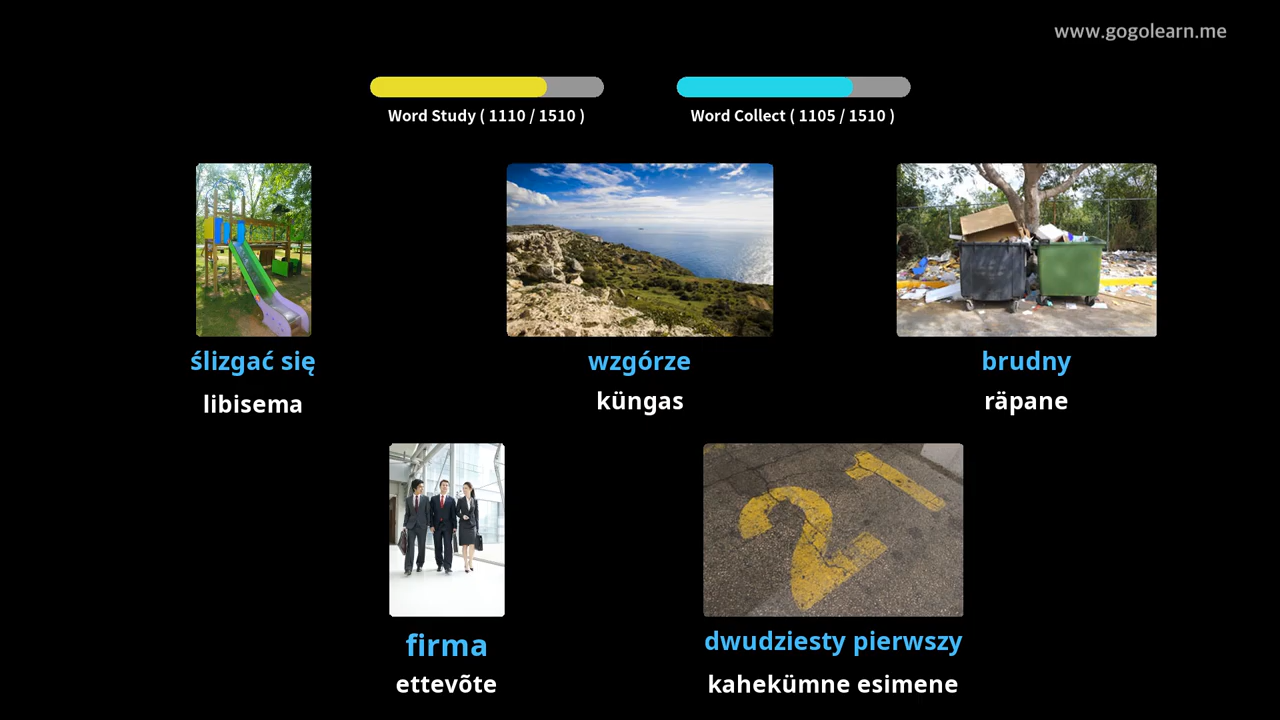 www.gogolearn.me
Word Study ( 1110 / 1510 )
Word Collect ( 1105 / 1510 )
ślizgać się
libisema
wzgórze
küngas
brudny
räpane
21
firma
ettevõte
dwudziesty pierwszy
kahekümne esimene